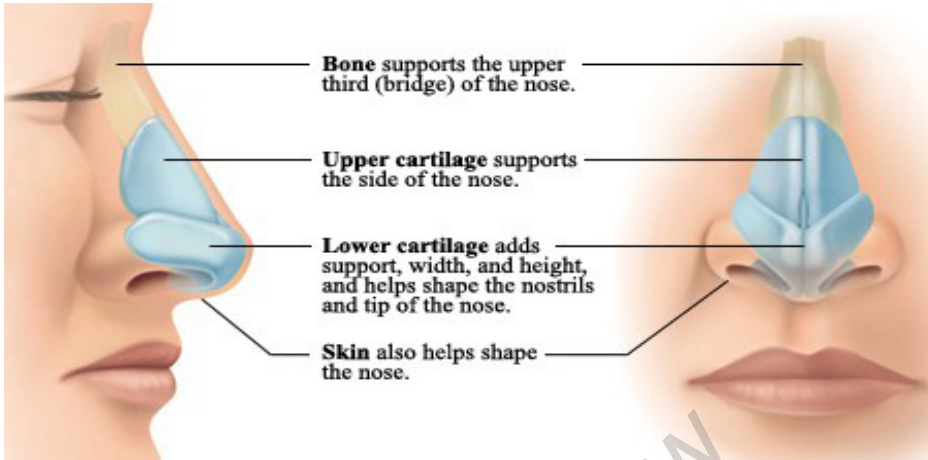 Bone supports the upper
third (bridge) of the nose.
Upper cartilage supports
the side of the nose.
Lower cartilage adds
support, width, and height,
and helps shape the nostrils
and tip of the nose.
Skin also helps shape
the nose.